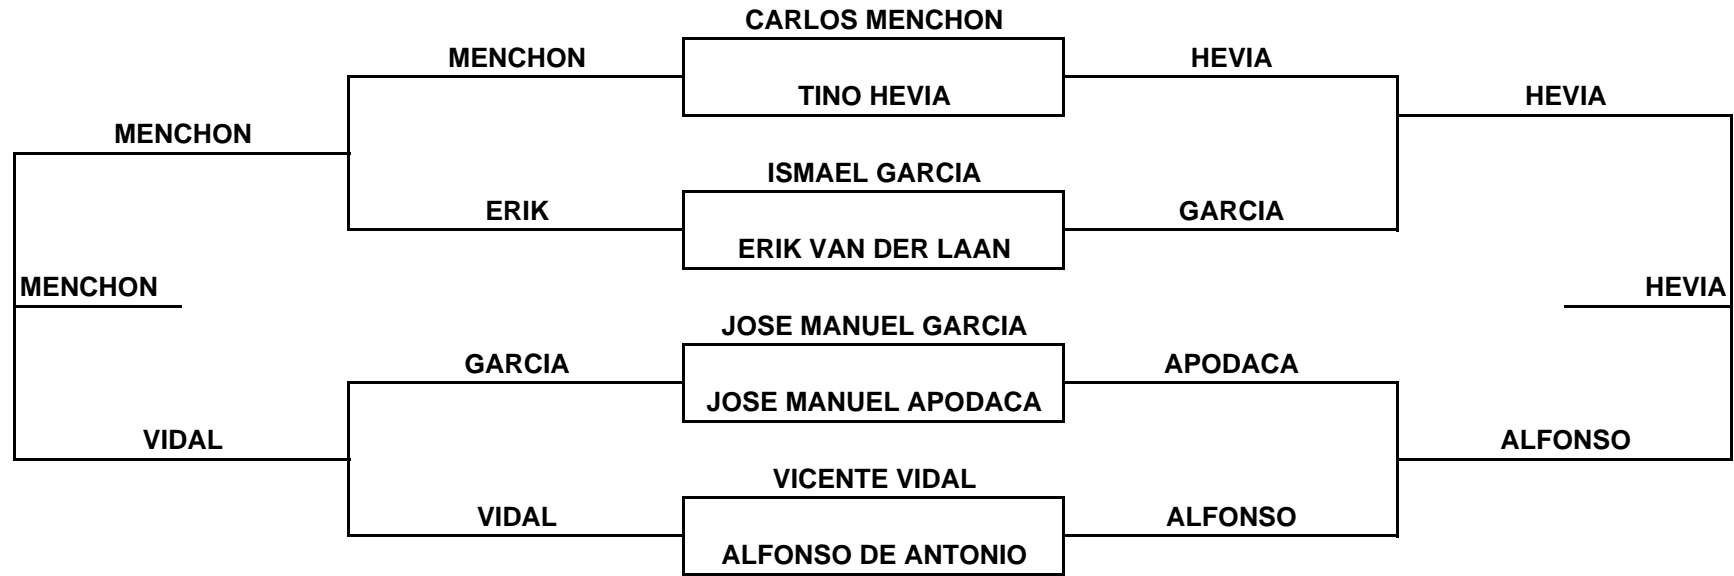 CARLOS MENCHON
MENCHON
HEVIA
TINO HEVIA
HEVIA
MENCHON
ISMAEL GARCIA
ERIK
GARCIA
ERIK VAN DER LAAN
MENCHON
HEVIA
JOSE MANUEL GARCIA
GARCIA
APODACA
JOSE MANUEL APODACA
VIDAL
ALFONSO
VICENTE VIDAL
VIDAL
ALFONSO
ALFONSO DE ANTONIO